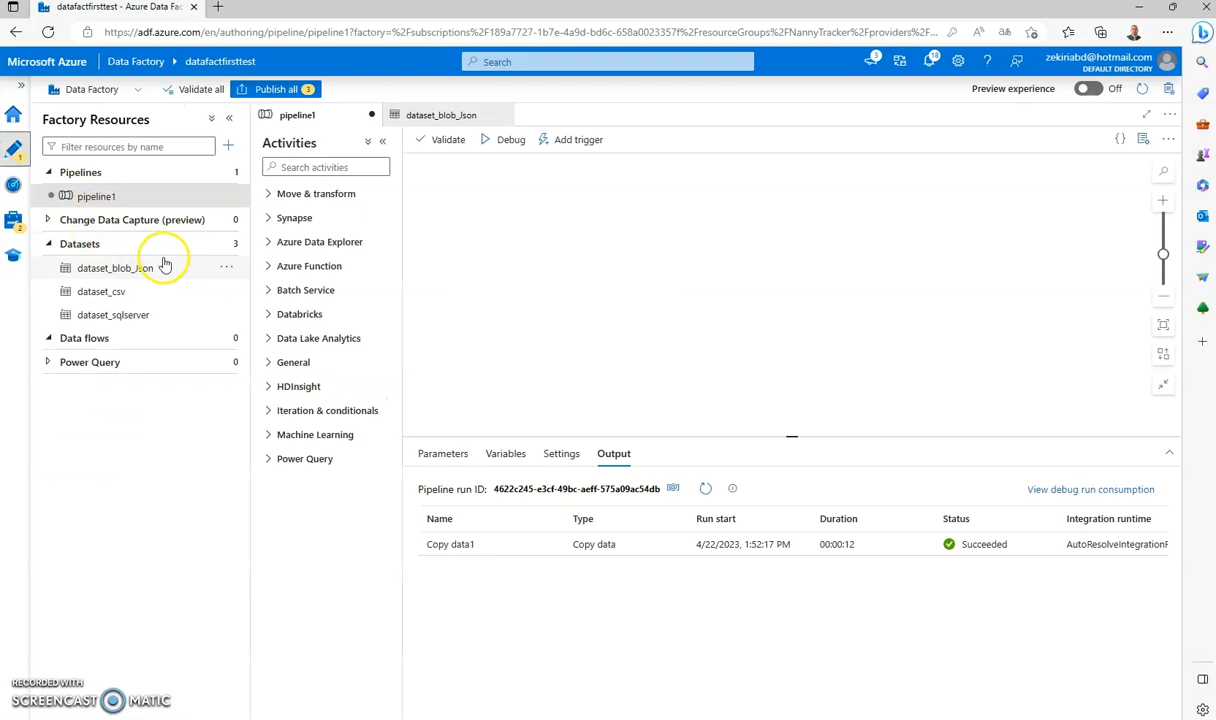 datafactfirsttest - Azure Data Fact
https://adf.azure.com/en/authoring/pipeline/pipeline1?factory=%2Fsubscriptions%2F189a7727-1b7e-4a9d-bd6c-658a0023357f%2FresourceGroups%2FNannyTracker%2Fproviders%2...
Microsoft Azure
Data Factory
datafactfirsttest
Search
3
18
zekiriabd@hotmail.com
DEFAULT DIRECTORY
Data Factory
Validate all
Publish all 3
Preview experience
Off
Factory Resources
Filter resources by name
Pipelines 1
pipeline1
Change Data Capture (preview) 0
Datasets 3
dataset_blob_Json
dataset_csv
dataset_sqlserver
Data flows 0
Power Query 0
1
2
pipeline1
dataset_blob_Json
Activities
Search activities
Move & transform
Synapse
Azure Data Explorer
Azure Function
Batch Service
Databricks
Data Lake Analytics
General
HDInsight
Iteration & conditionals
Machine Learning
Power Query
Validate
Debug
Add trigger
Parameters
Variables
Settings
Output
Pipeline run ID: 4622c245-e3cf-49bc-aeff-575a09ac54db
View debug run consumption
Name Type Run start Duration Status Integration runtime
Copy data1 Copy data 4/22/2023, 1:52:17 PM 00:00:12 Succeeded AutoResolveIntegrationR
RECORDED WITH
SCREENCAST MATIC